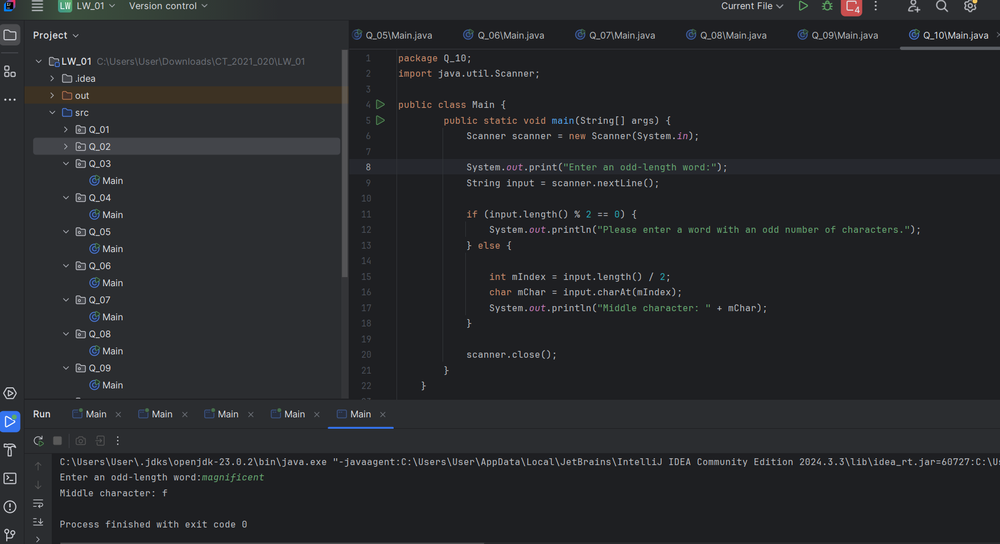 LW LW_01 Version control Current File 4
Project
Q_05\Main.java Q_06\Main.java Q_07\Main.java Q_08\Main.java Q_09\Main.java Q_10\Main.java
LW_01 C:\Users\User\Downloads\CT_2021_020\LW_01
.idea
out
src
Q_01
Q_02
Q_03
Main
Q_04
Main
Q_05
Main
Q_06
Main
Q_07
Main
Q_08
Main
Q_09
Main
1 package Q_10;
2 import java.util.Scanner;
3
4 public class Main {
5 public static void main(String[] args) {
6 Scanner scanner = new Scanner(System.in);
7
8 System.out.print("Enter an odd-length word:");
9 String input = scanner.nextLine();
10
11 if (input.length() % 2 == 0) {
12 System.out.println("Please enter a word with an odd number of characters.");
13 } else {
14
15 int mIndex = input.length() / 2;
16 char mChar = input.charAt(mIndex);
17 System.out.println("Middle character: " + mChar);
18 }
19
20 scanner.close();
21 }
22 }
Run Main Main Main Main Main
C:\Users\User\.jdks\openjdk-23.0.2\bin\java.exe "-javaagent:C:\Users\User\AppData\Local\JetBrains\IntelliJ IDEA Community Edition 2024.3.3\lib\idea_rt.jar=60727:C:\Us
Enter an odd-length word:magnificent
Middle character: f
Process finished with exit code 0